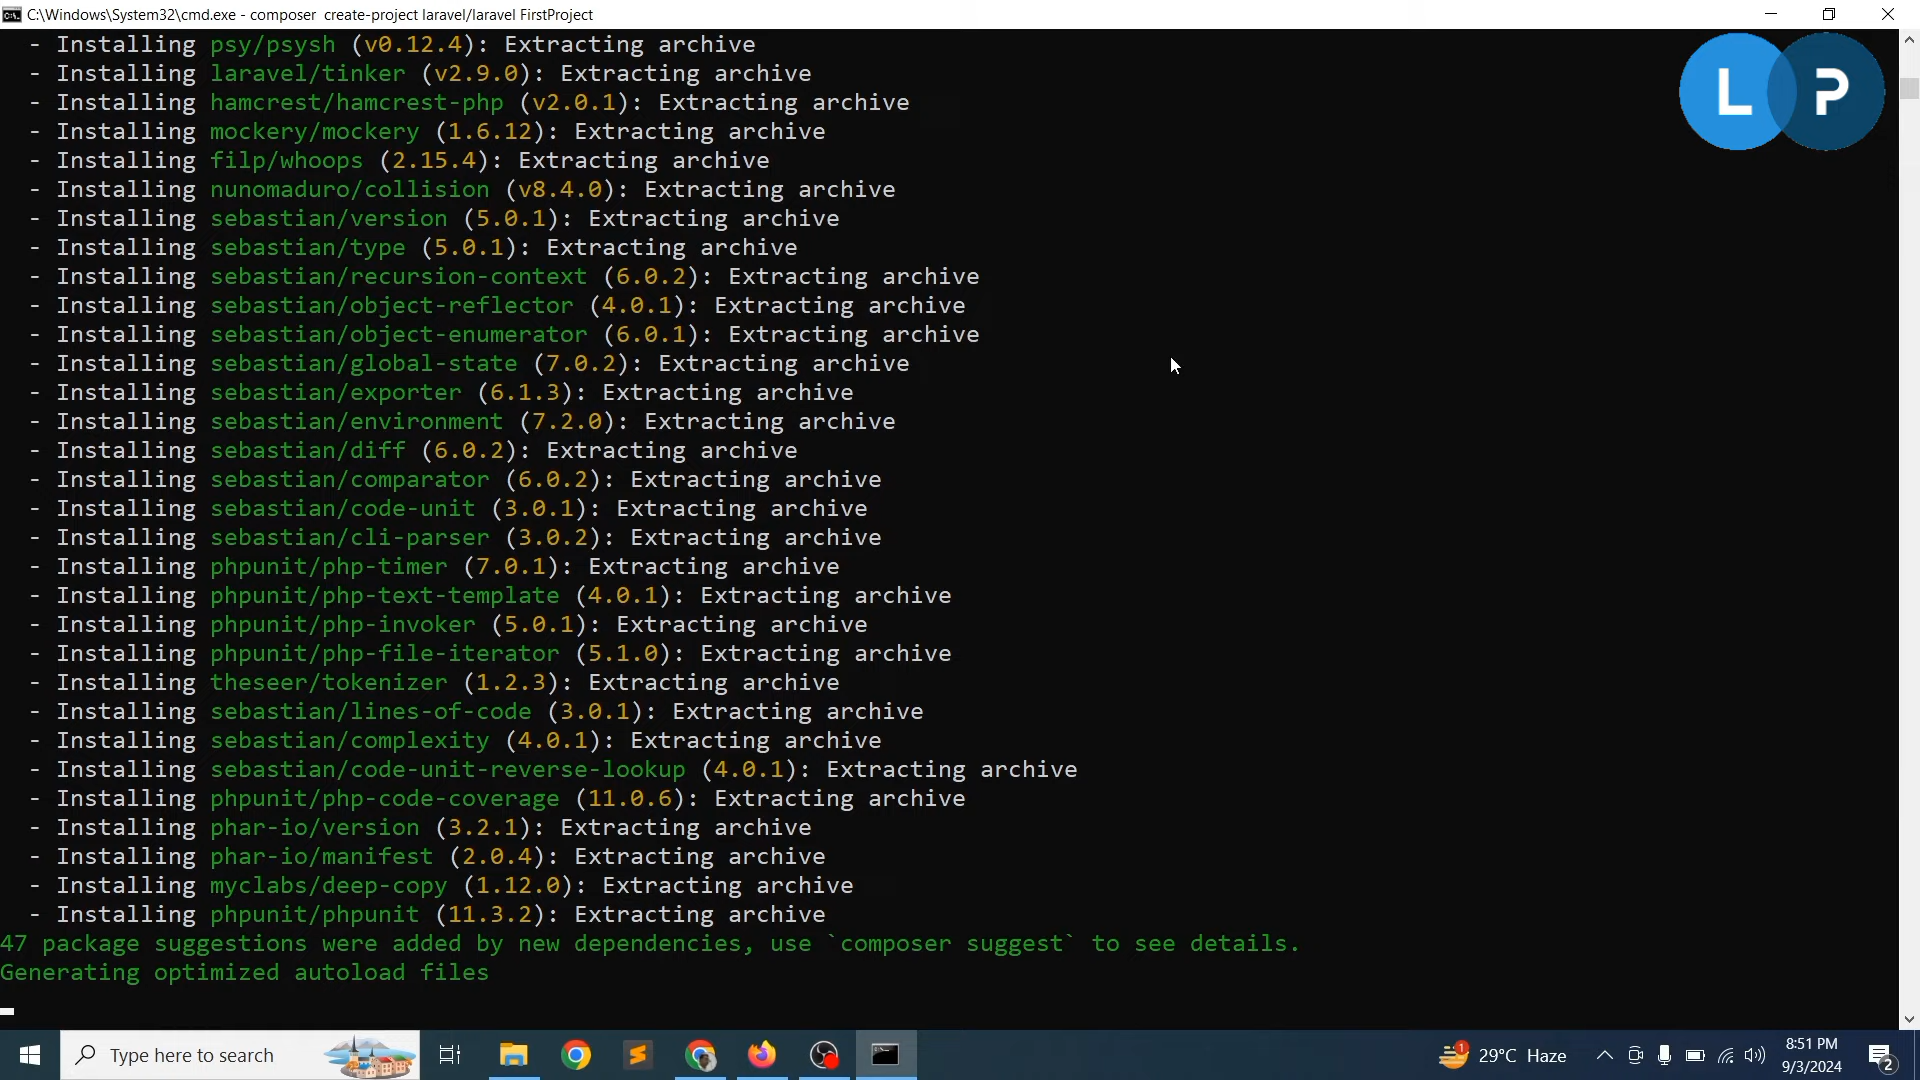 C:\Windows\System32\cmd.exe - composer  create-project laravel/laravel FirstProject
- Installing psy/psysh (v0.12.4): Extracting archive
- Installing laravel/tinker (v2.9.0): Extracting archive
- Installing hamcrest/hamcrest-php (v2.0.1): Extracting archive
- Installing mockery/mockery (1.6.12): Extracting archive
- Installing filp/whoops (2.15.4): Extracting archive
- Installing nunomaduro/collision (v8.4.0): Extracting archive
- Installing sebastian/version (5.0.1): Extracting archive
- Installing sebastian/type (5.0.1): Extracting archive
- Installing sebastian/recursion-context (6.0.2): Extracting archive
- Installing sebastian/object-reflector (4.0.1): Extracting archive
- Installing sebastian/object-enumerator (6.0.1): Extracting archive
- Installing sebastian/global-state (7.0.2): Extracting archive
- Installing sebastian/exporter (6.1.3): Extracting archive
- Installing sebastian/environment (7.2.0): Extracting archive
- Installing sebastian/diff (6.0.2): Extracting archive
- Installing sebastian/comparator (6.0.2): Extracting archive
- Installing sebastian/code-unit (3.0.1): Extracting archive
- Installing sebastian/cli-parser (3.0.2): Extracting archive
- Installing phpunit/php-timer (7.0.1): Extracting archive
- Installing phpunit/php-text-template (4.0.1): Extracting archive
- Installing phpunit/php-invoker (5.0.1): Extracting archive
- Installing phpunit/php-file-iterator (5.1.0): Extracting archive
- Installing theseer/tokenizer (1.2.3): Extracting archive
- Installing sebastian/lines-of-code (3.0.1): Extracting archive
- Installing sebastian/complexity (4.0.1): Extracting archive
- Installing sebastian/code-unit-reverse-lookup (4.0.1): Extracting archive
- Installing phpunit/php-code-coverage (11.0.6): Extracting archive
- Installing phar-io/version (3.2.1): Extracting archive
- Installing phar-io/manifest (2.0.4): Extracting archive
- Installing myclabs/deep-copy (1.12.0): Extracting archive
- Installing phpunit/phpunit (11.3.2): Extracting archive
47 package suggestions were added by new dependencies, use `composer suggest` to see details.
Generating optimized autoload files
L P
Type here to search
1
29°C Haze
8:51 PM
9/3/2024
2